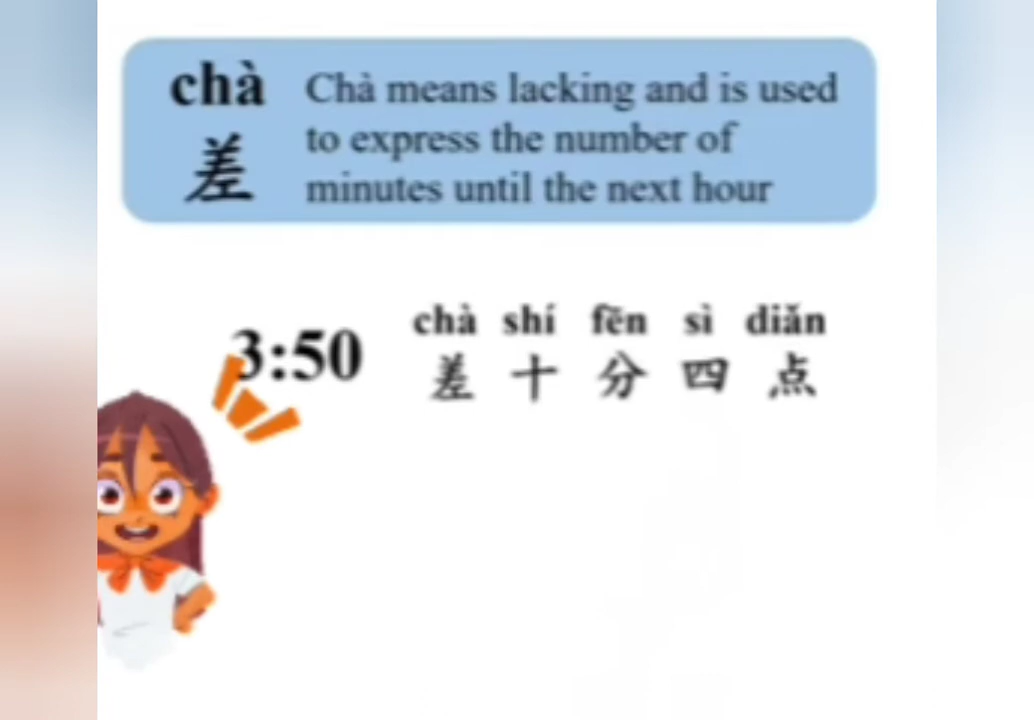 chà
差
Chà means lacking and is used
to express the number of
minutes until the next hour
3:50
chà shí fēn sì diǎn
差 十 分 四 点